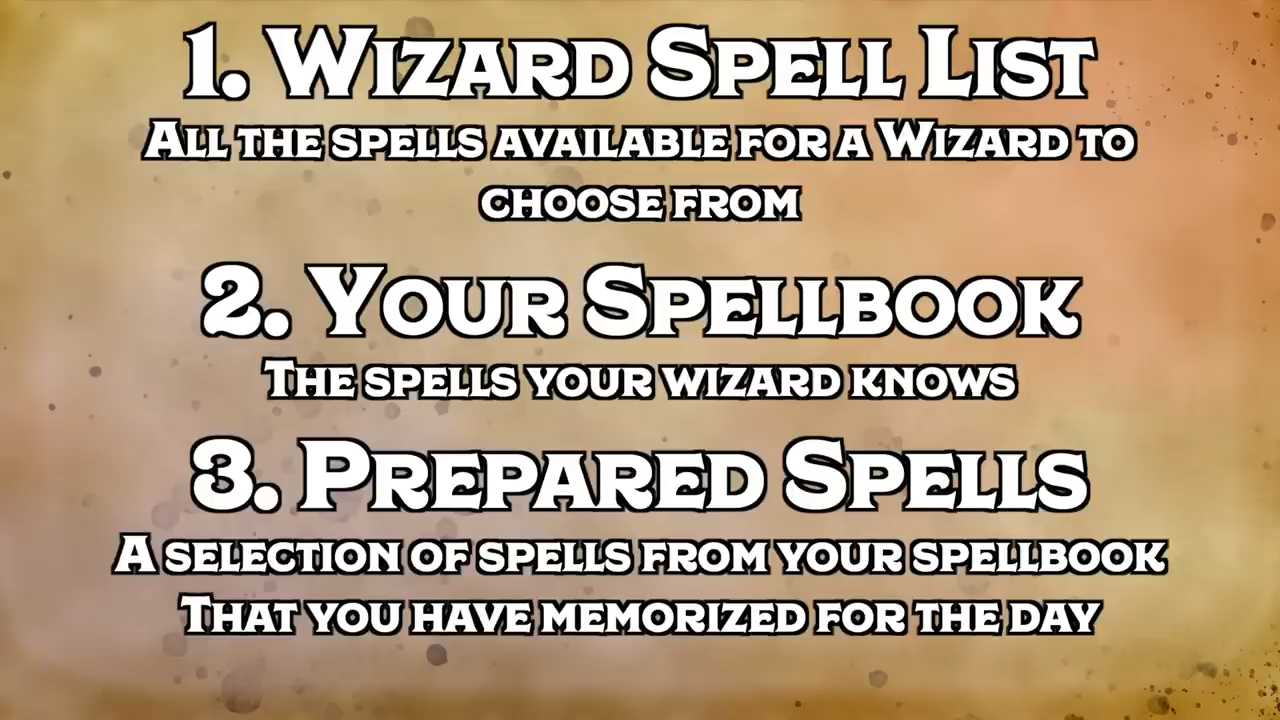 1. Wizard Spell List
All the spells available for a Wizard to
choose from
2. Your Spellbook
The spells your wizard knows
3. Prepared Spells
A selection of spells from your spellbook
That you have memorized for the day